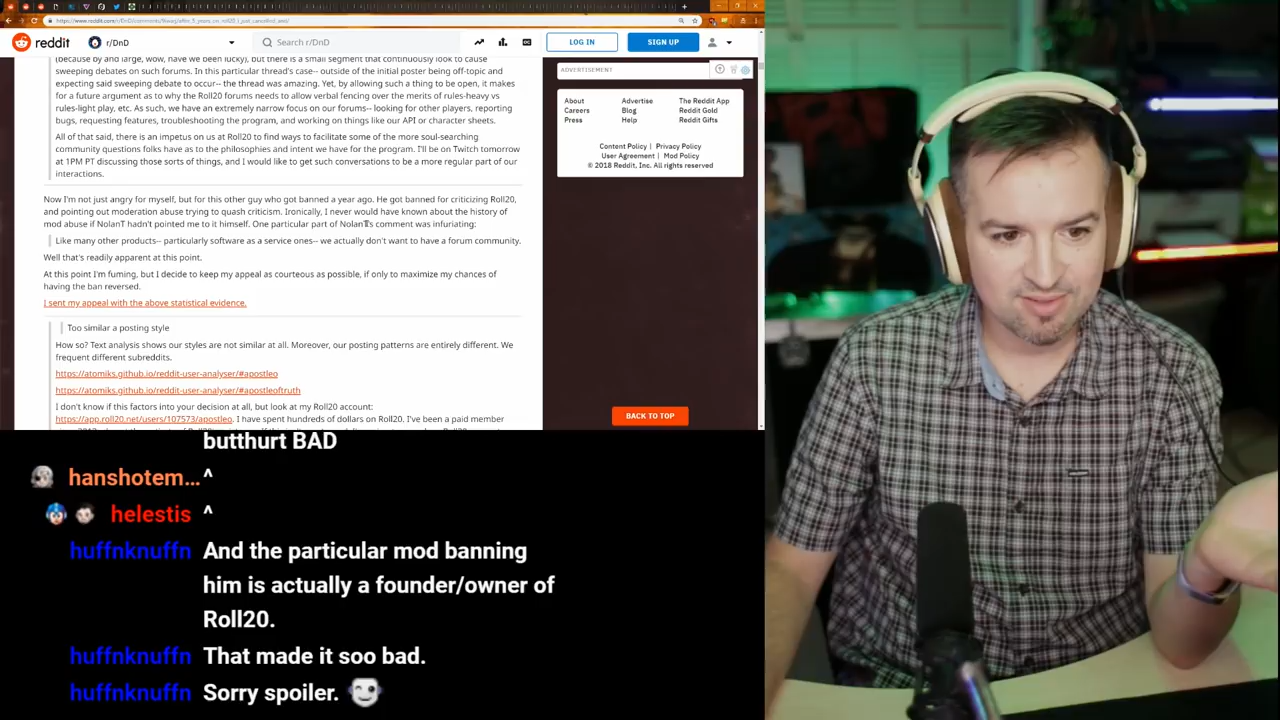 https://www.reddit.com/r/DnD/comments/
reddit
r/DnD
Search r/DnD
LOG IN
SIGN UP
(because by and large, wow, have we been lucky), but there is a small segment that continuously look to cause
sweeping debates on such forums. In this particular thread's case-- outside of the initial poster being off-topic and
expecting said sweeping debate to occur-- the thread was amazing. Yet, by allowing such a thing to be open, it makes
for a future argument as to why the Roll20 forums needs to allow verbal fencing over the merits of rules-heavy vs
rules-light play, etc. As such, we have an extremely narrow focus on our forums-- looking for other players, reporting
bugs, requesting features, troubleshooting the program, and working on things like our API or character sheets.
All of that said, there is an impetus on us at Roll20 to find ways to facilitate some of the more soul-searching
community questions folks have as to the philosophies and intent we have for the program. I'll be on Twitch tomorrow
at 1PM PT discussing those sorts of things, and I would like to get such conversations to be a more regular part of our
interactions.
Now I'm not just angry for myself, but for this other guy who got banned a year ago. He got banned for criticizing Roll20,
and pointing out moderation abuse trying to quash criticism. Ironically, I never would have known about the history of
mod abuse if NolanT hadn't pointed me to it himself. One particular part of NolanT's comment was infuriating:
Like many other products-- particularly software as a service ones-- we actually don't want to have a forum community.
Well that's readily apparent at this point.
At this point I'm fuming, but I decide to keep my appeal as courteous as possible, if only to maximize my chances of
having the ban reversed.
I sent my appeal with the above statistical evidence.
Too similar a posting style
How so? Text analysis shows our styles are not similar at all. Moreover, our posting patterns are entirely different. We
frequent different subreddits.
https://atomiks.github.io/reddit-user-analyser/#apostleo
https://atomiks.github.io/reddit-user-analyser/#apostleoftruth
I don't know if this factors into your decision at all, but look at my Roll20 account:
https://app.roll20.net/users/107573/apostleo. I have spent hundreds of dollars on Roll20. I've been a paid member
ADVERTISEMENT
About Advertise The Reddit App
Careers Blog Reddit Gold
Press Help Reddit Gifts
Content Policy | Privacy Policy
User Agreement | Mod Policy
© 2018 Reddit, Inc. All rights reserved
BACK TO TOP
butthurt BAD
hanshotem... ^
helestis ^
huffnknuffn And the particular mod banning
him is actually a founder/owner of
Roll20.
huffnknuffn That made it soo bad.
huffnknuffn Sorry spoiler.